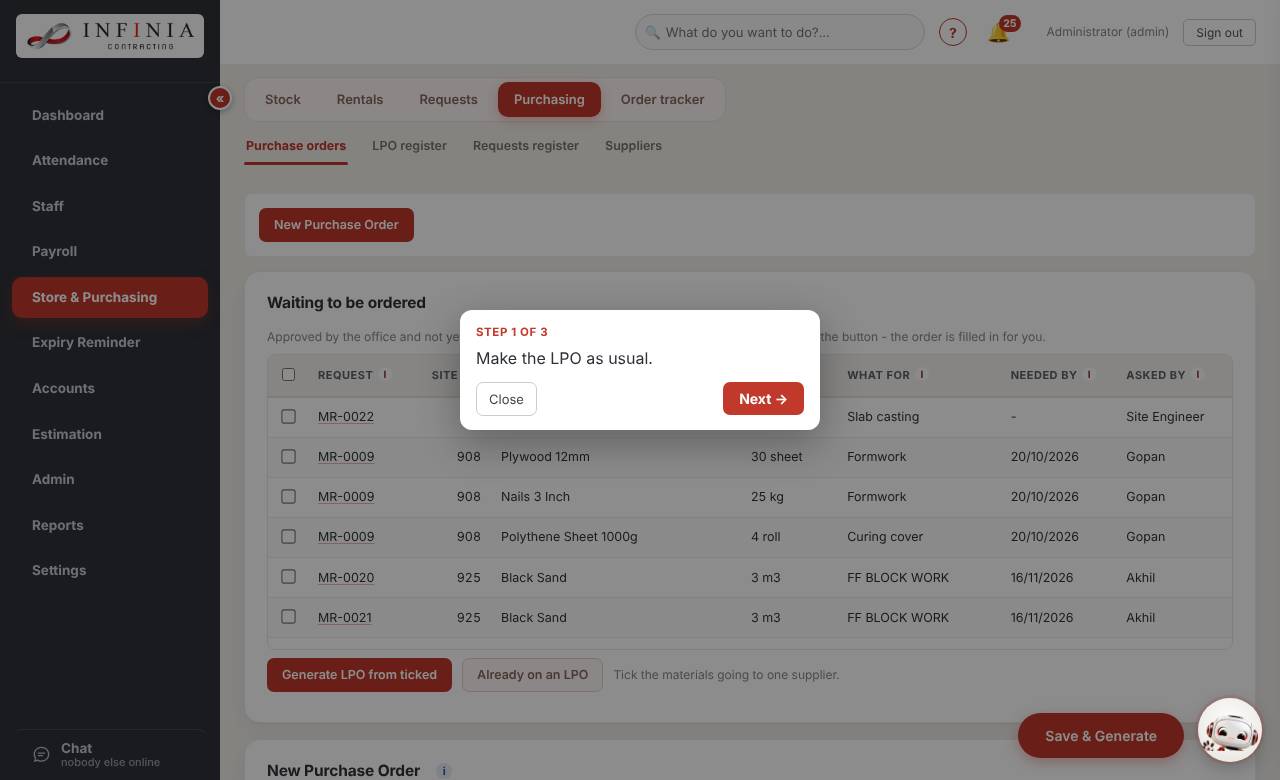 INFINIA
CONTRACTING
What do you want to do?...
?
25
Administrator (admin)
Sign out
«
Dashboard
Attendance
Staff
Payroll
Store & Purchasing
Expiry Reminder
Accounts
Estimation
Admin
Reports
Settings
Chat
nobody else online
Stock
Rentals
Requests
Purchasing
Order tracker
Purchase orders
LPO register
Requests register
Suppliers
New Purchase Order
Waiting to be ordered
Approved by the office and not ye
the button - the order is filled in for you.
STEP 1 OF 3
Make the LPO as usual.
Close
Next →
REQUEST i SITE WHAT FOR i NEEDED BY i ASKED BY i
MR-0022 Slab casting - Site Engineer
MR-0009 908 Plywood 12mm 30 sheet Formwork 20/10/2026 Gopan
MR-0009 908 Nails 3 Inch 25 kg Formwork 20/10/2026 Gopan
MR-0009 908 Polythene Sheet 1000g 4 roll Curing cover 20/10/2026 Gopan
MR-0020 925 Black Sand 3 m3 FF BLOCK WORK 16/11/2026 Akhil
MR-0021 925 Black Sand 3 m3 FF BLOCK WORK 16/11/2026 Akhil
Generate LPO from ticked
Already on an LPO
Tick the materials going to one supplier.
Save & Generate
New Purchase Order i